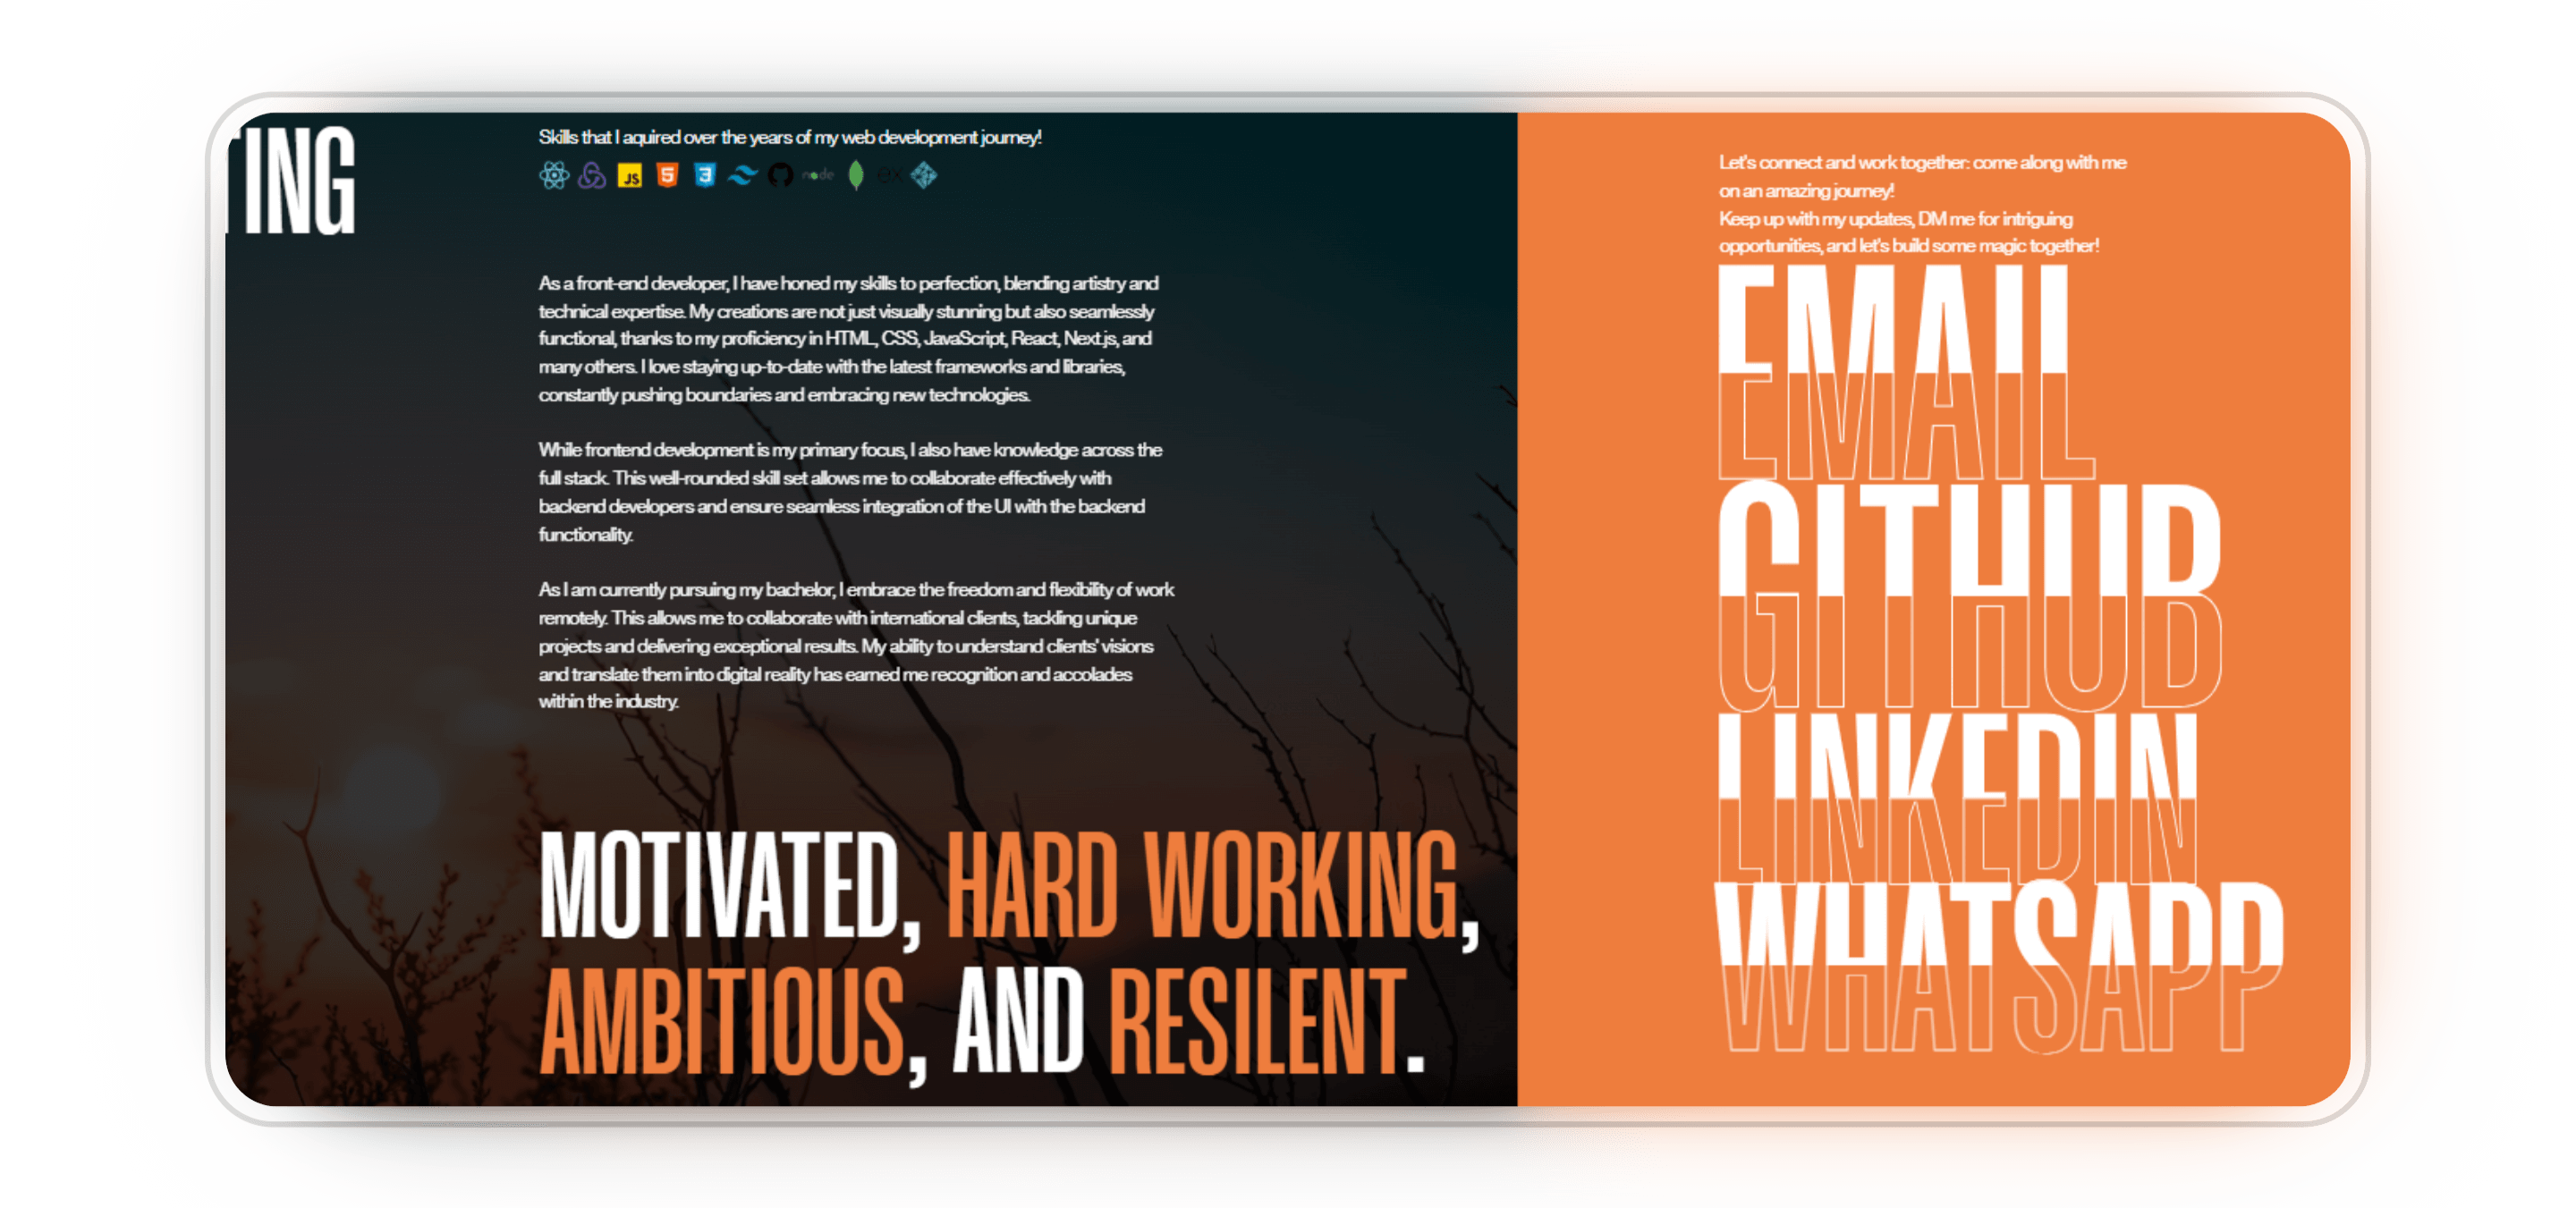 TING
Skills that I aquired over the years of my web development journey!
JS 5 3 node ex
As a front-end developer, I have honed my skills to perfection, blending artistry and
technical expertise. My creations are not just visually stunning but also seamlessly
functional, thanks to my proficiency in HTML, CSS, JavaScript, React, Next.js, and
many others. I love staying up-to-date with the latest frameworks and libraries,
constantly pushing boundaries and embracing new technologies.
While frontend development is my primary focus, I also have knowledge across the
full stack. This well-rounded skill set allows me to collaborate effectively with
backend developers and ensure seamless integration of the UI with the backend
functionality.
As I am currently pursuing my bachelor, I embrace the freedom and flexibility of work
remotely. This allows me to collaborate with international clients, tackling unique
projects and delivering exceptional results. My ability to understand clients' visions
and translate them into digital reality has earned me recognition and accolades
within the industry.
MOTIVATED, HARD WORKING,
AMBITIOUS, AND RESILENT.
Let's connect and work together: come along with me
on an amazing journey!
Keep up with my updates, DM me for intriguing
opportunities, and let's build some magic together!
EMAIL
GITHUB
LINKEDIN
WHATSAPP